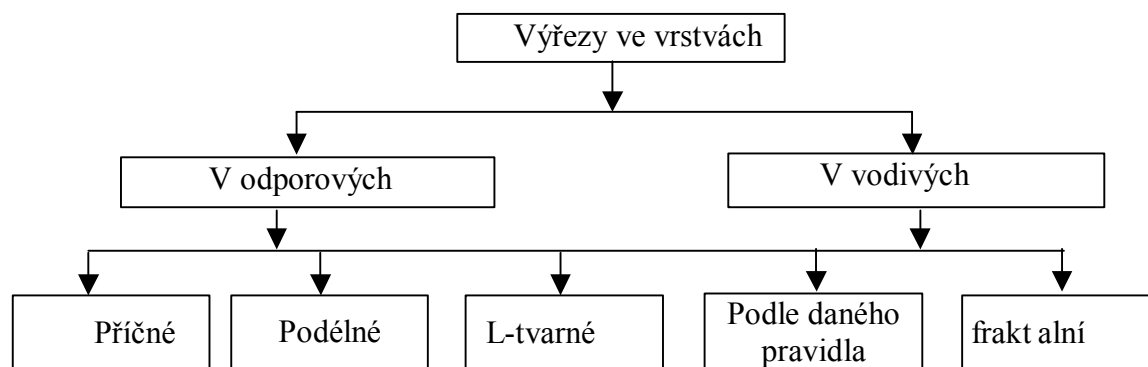 Výřezy ve vrstvách
V odporových
V vodivých
Příčné
Podélné
L-tvarné
Podle daného
pravidla
frakt alní